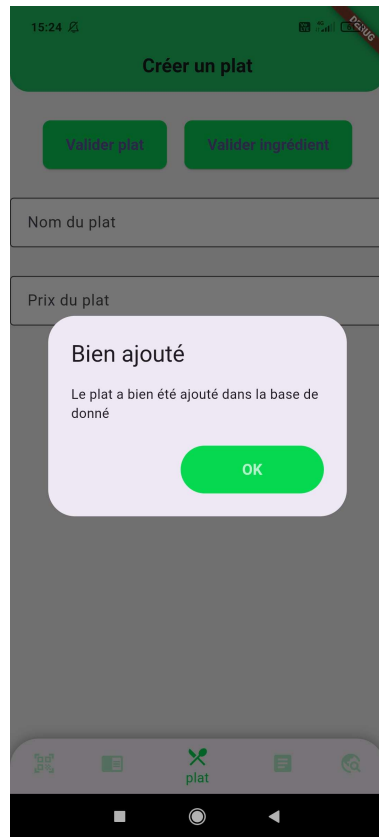 15:24
DEBUG
Créer un plat
Valider plat
Valider ingrédient
Nom du plat
Prix du plat
Bien ajouté
Le plat a bien été ajouté dans la base de
donné
OK
plat